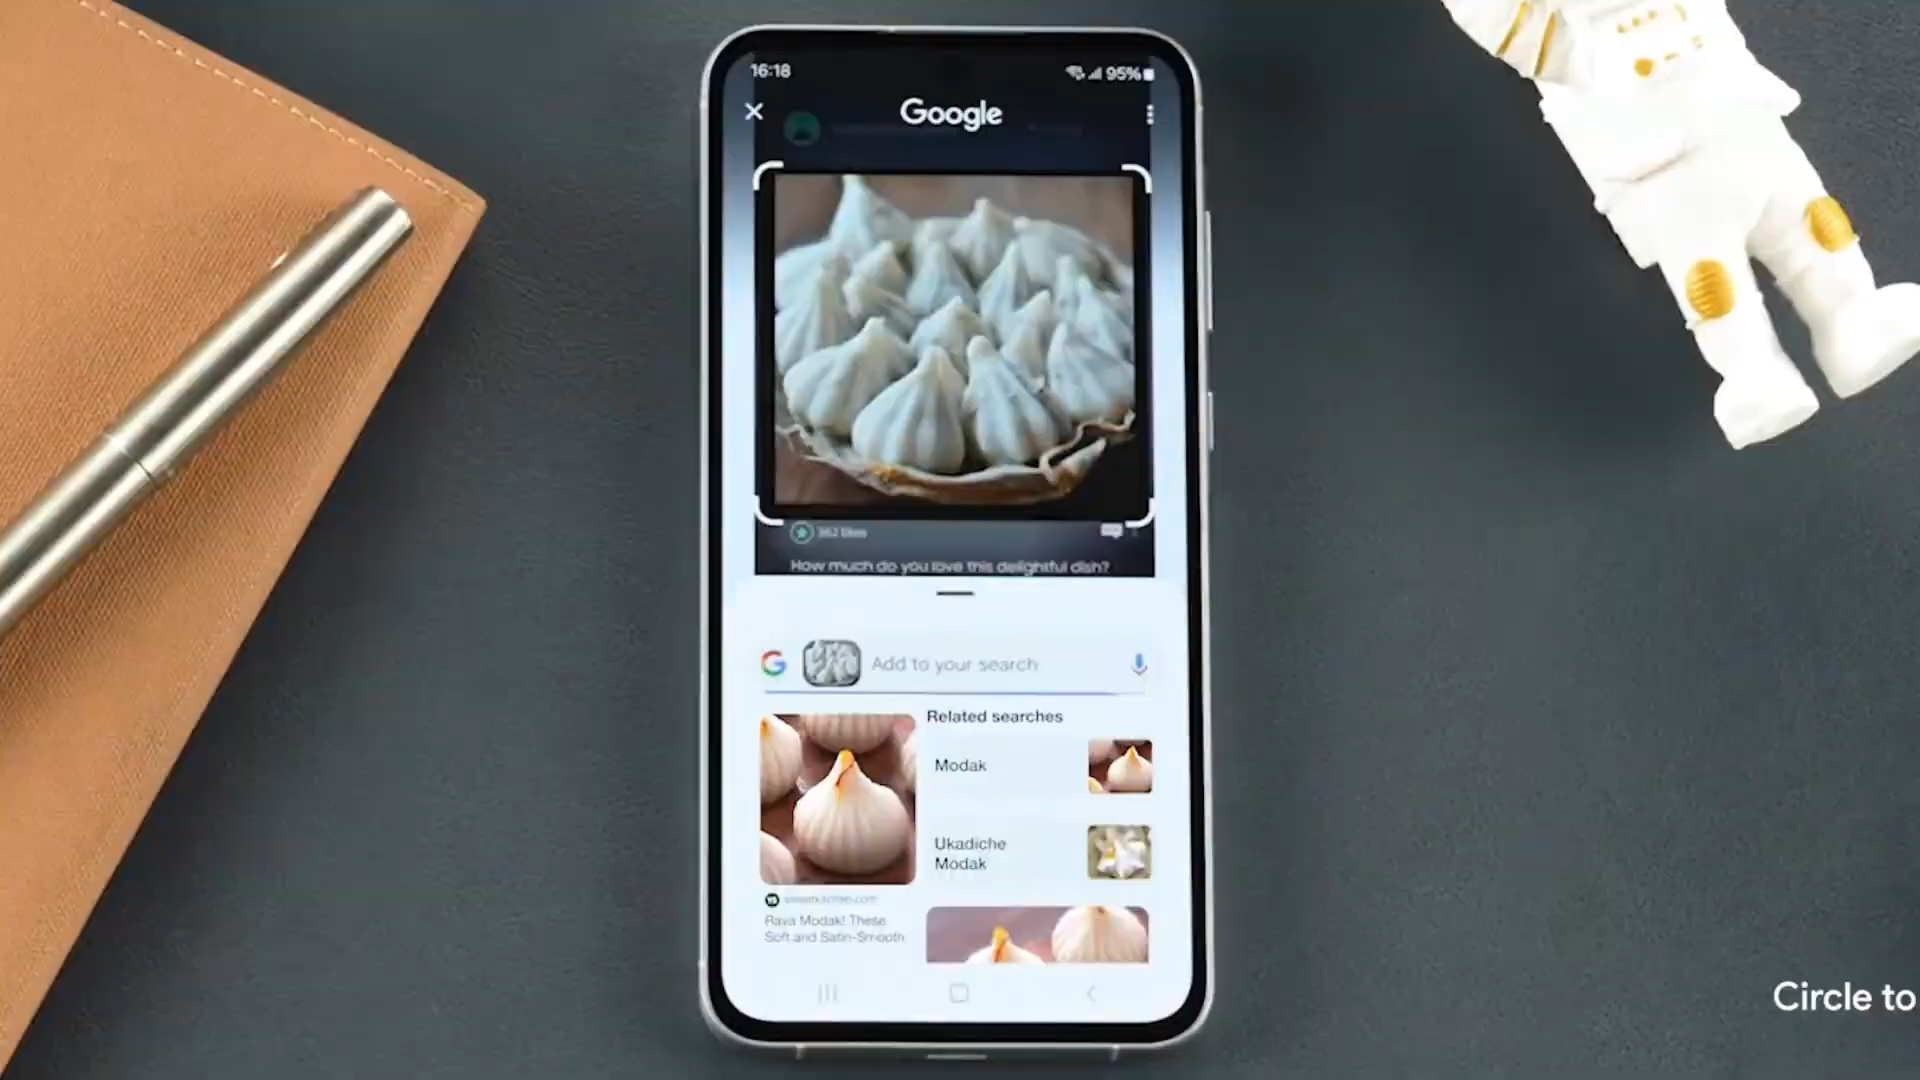 16:18
95%
Google
362 likes
How much do you love this delightful dish?
G
Add to your search
Related searches
Modak
Ukadiche
Modak
Rava Modak! These
Soft and Satin-Smooth
Circle to